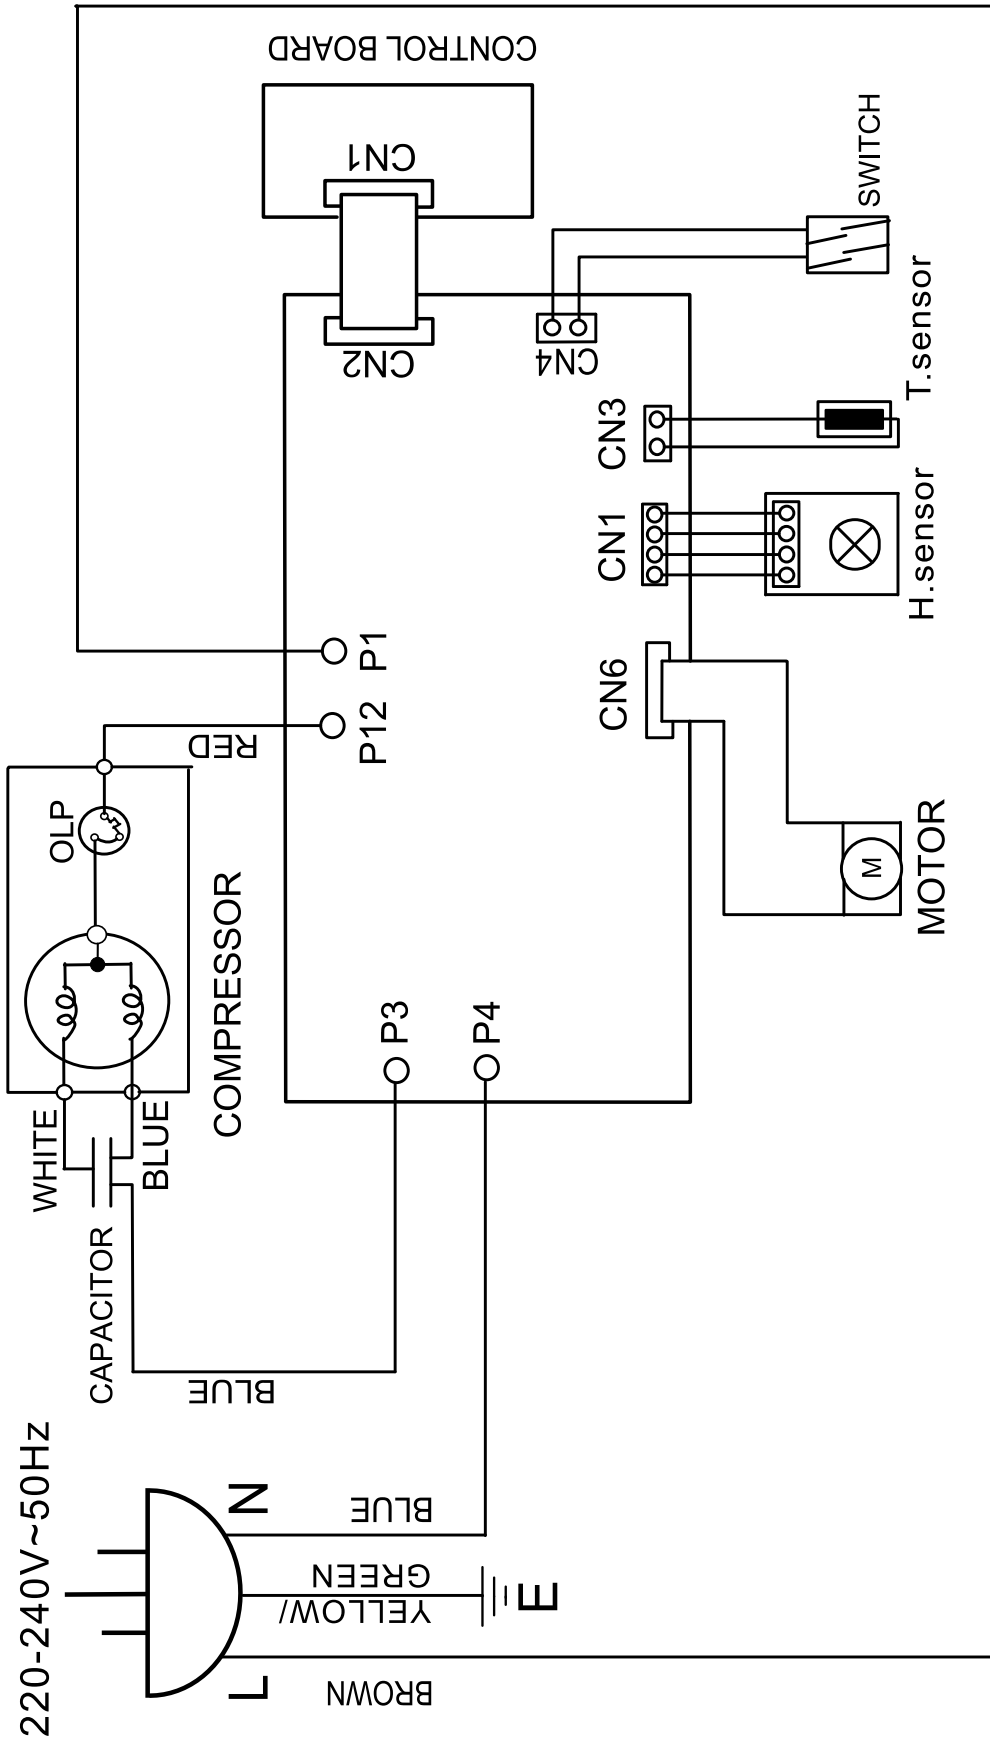 CONTROL BOARD
CN1
CN2
SWITCH
CN4
T.sensor
CN3
H.sensor
CN1
P1
P12
RED
CN6
OLP
COMPRESSOR
M
MOTOR
P3
P4
WHITE
BLUE
CAPACITOR
BLUE
220-240V~50Hz
N
BLUE
YELLOW/
GREEN
E
L
BROWN